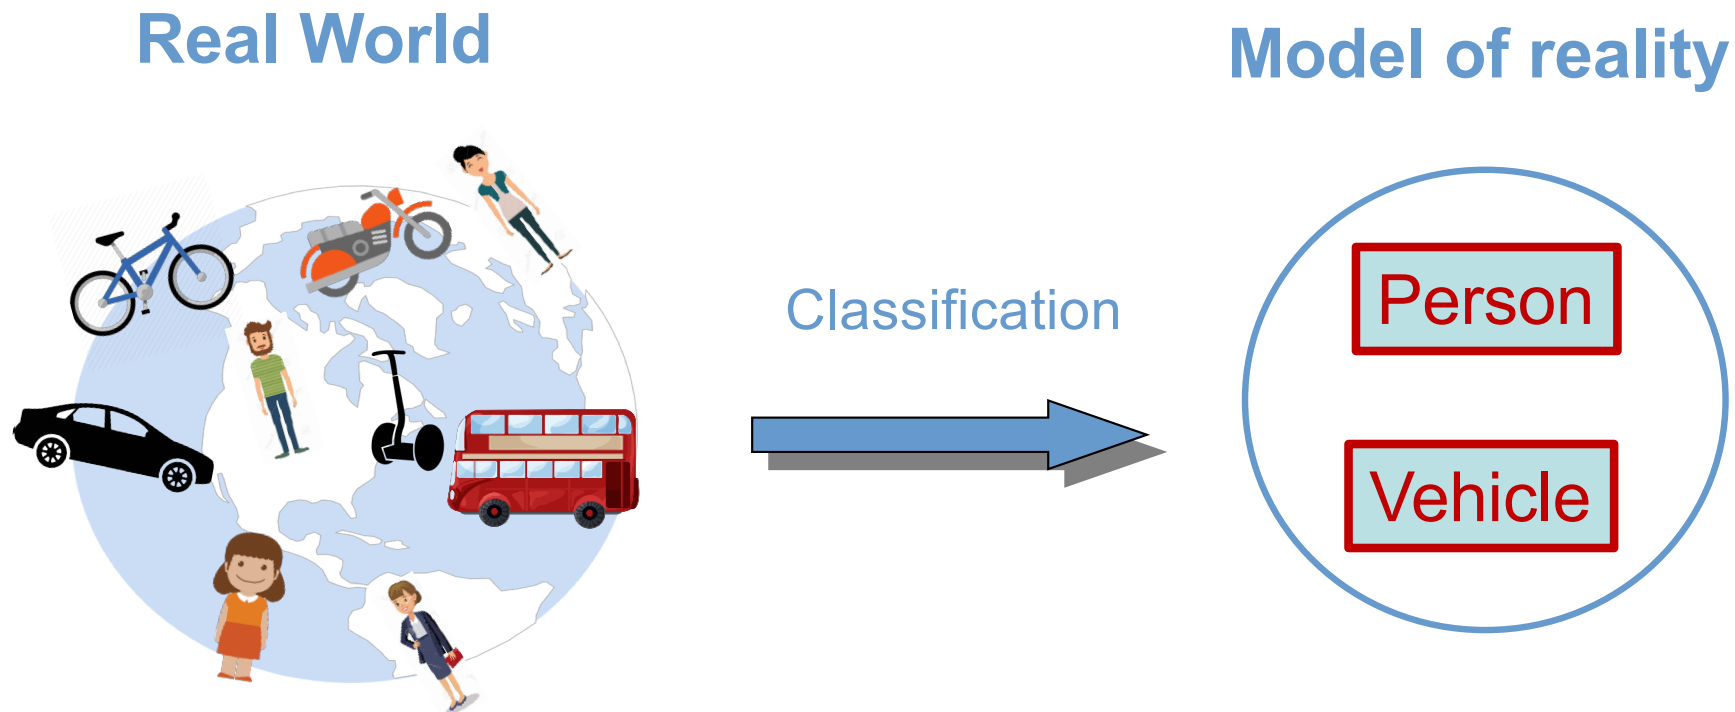 Real World
Model of reality
Classification
Person
Vehicle